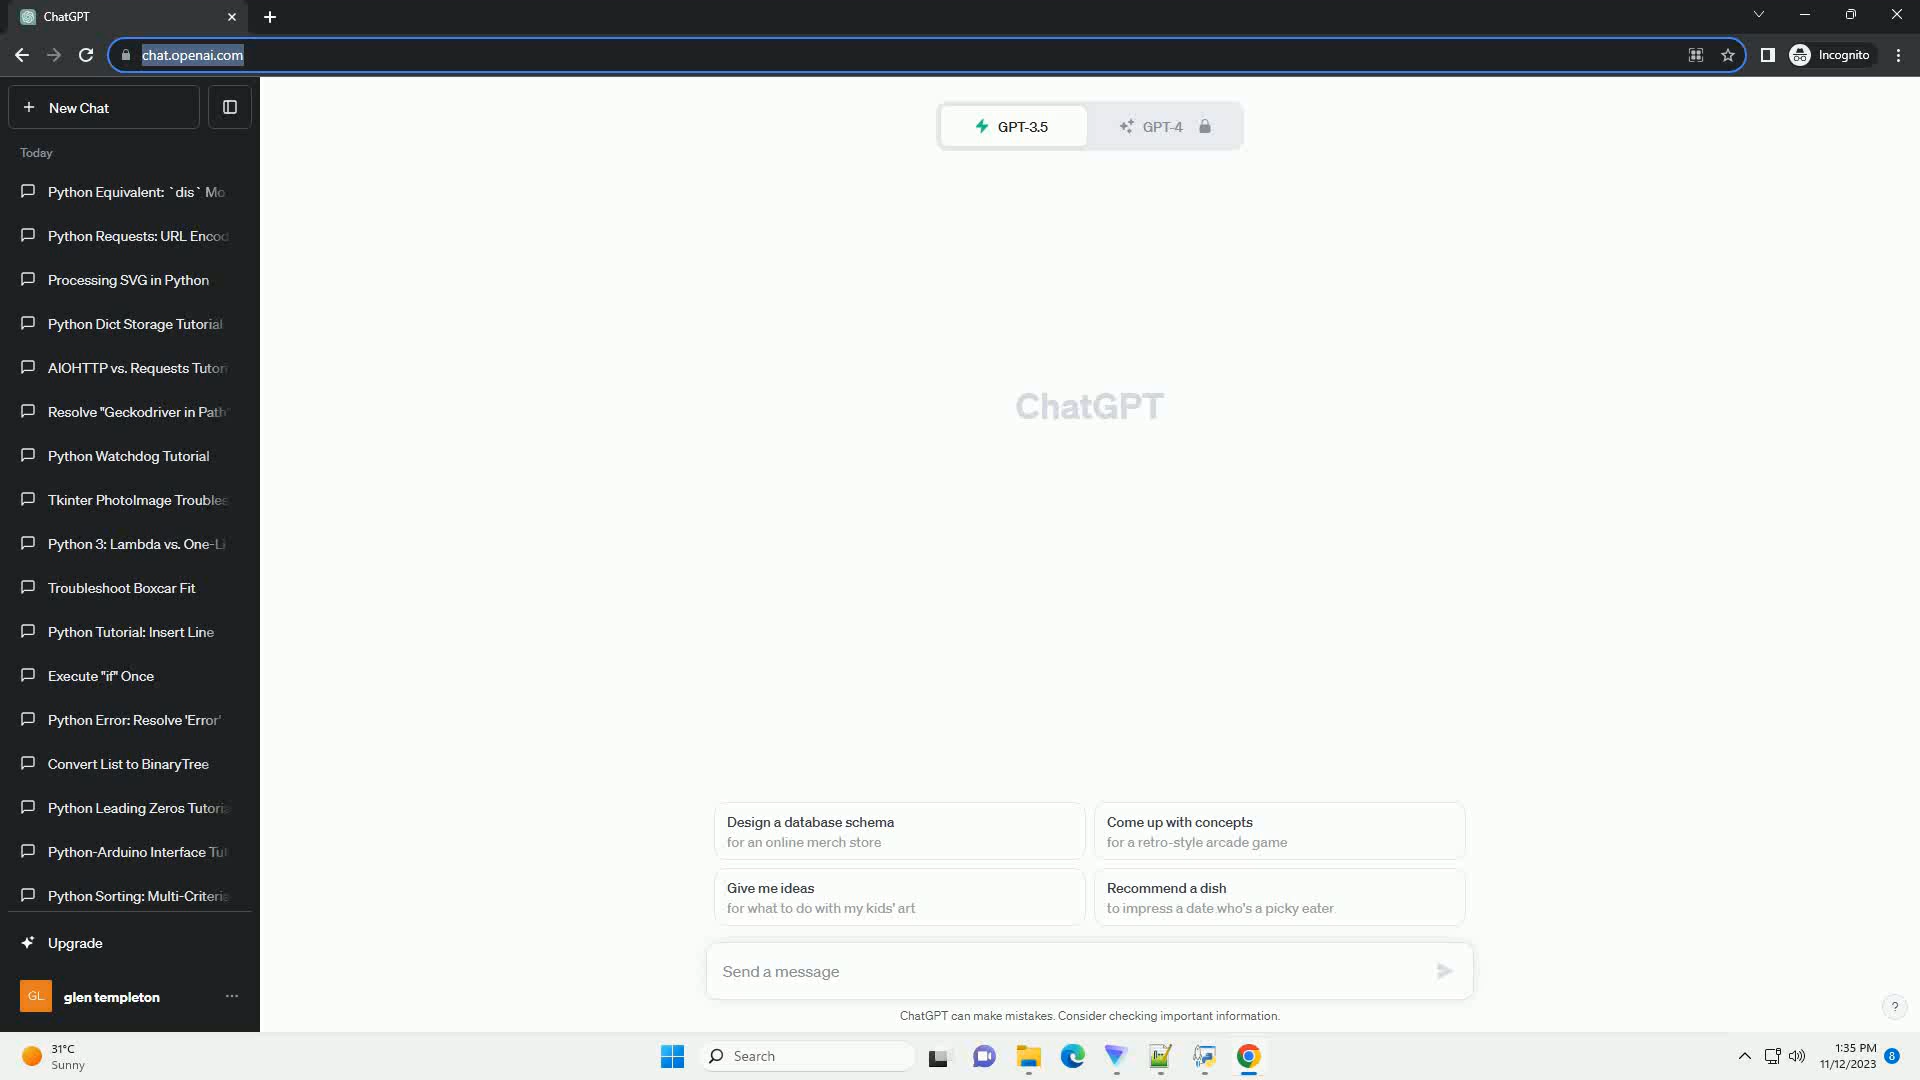 ChatGPT
chat.openai.com
Incognito
New Chat
Today
Python Equivalent: `dis` Mo
Python Requests: URL Encod
Processing SVG in Python
Python Dict Storage Tutorial
AIOHTTP vs. Requests Tutori
Resolve "Geckodriver in Path"
Python Watchdog Tutorial
Tkinter PhotoImage Troubles
Python 3: Lambda vs. One-Li
Troubleshoot Boxcar Fit
Python Tutorial: Insert Line
Execute "if" Once
Python Error: Resolve 'Error'
Convert List to BinaryTree
Python Leading Zeros Tutoria
Python-Arduino Interface Tut
Python Sorting: Multi-Criteria
Upgrade
GL
glen templeton
GPT-3.5
GPT-4
ChatGPT
Design a database schema
for an online merch store
Come up with concepts
for a retro-style arcade game
Give me ideas
for what to do with my kids' art
Recommend a dish
to impress a date who's a picky eater
Send a message
ChatGPT can make mistakes. Consider checking important information.
?
31°C
Sunny
Search
1:35 PM
11/12/2023
8